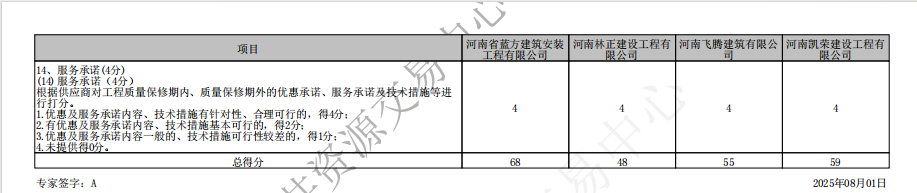 项目
河南省蓝方建筑安装工程有限公司
河南林正建设工程有限公司
河南飞腾建筑有限公司
河南凯荣建设工程有限公司
14、服务承诺(4分)
(14)服务承诺（4分）
根据供应商对工程质量保修期内、质量保修期外的优惠承诺、服务承诺及技术措施等进
行打分。
1.优惠及服务承诺内容、技术措施有针对性、合理可行的，得4分；
2.有优惠及服务承诺内容、技术措施基本可行的，得2分；
3.优惠及服务承诺内容一般的、技术措施可行性较差的，得1分；
4.未提供得0分。
4
4
4
4
总得分
68
48
55
59
专家签字：A
2025年08月01日
共资源交易中心
易中心